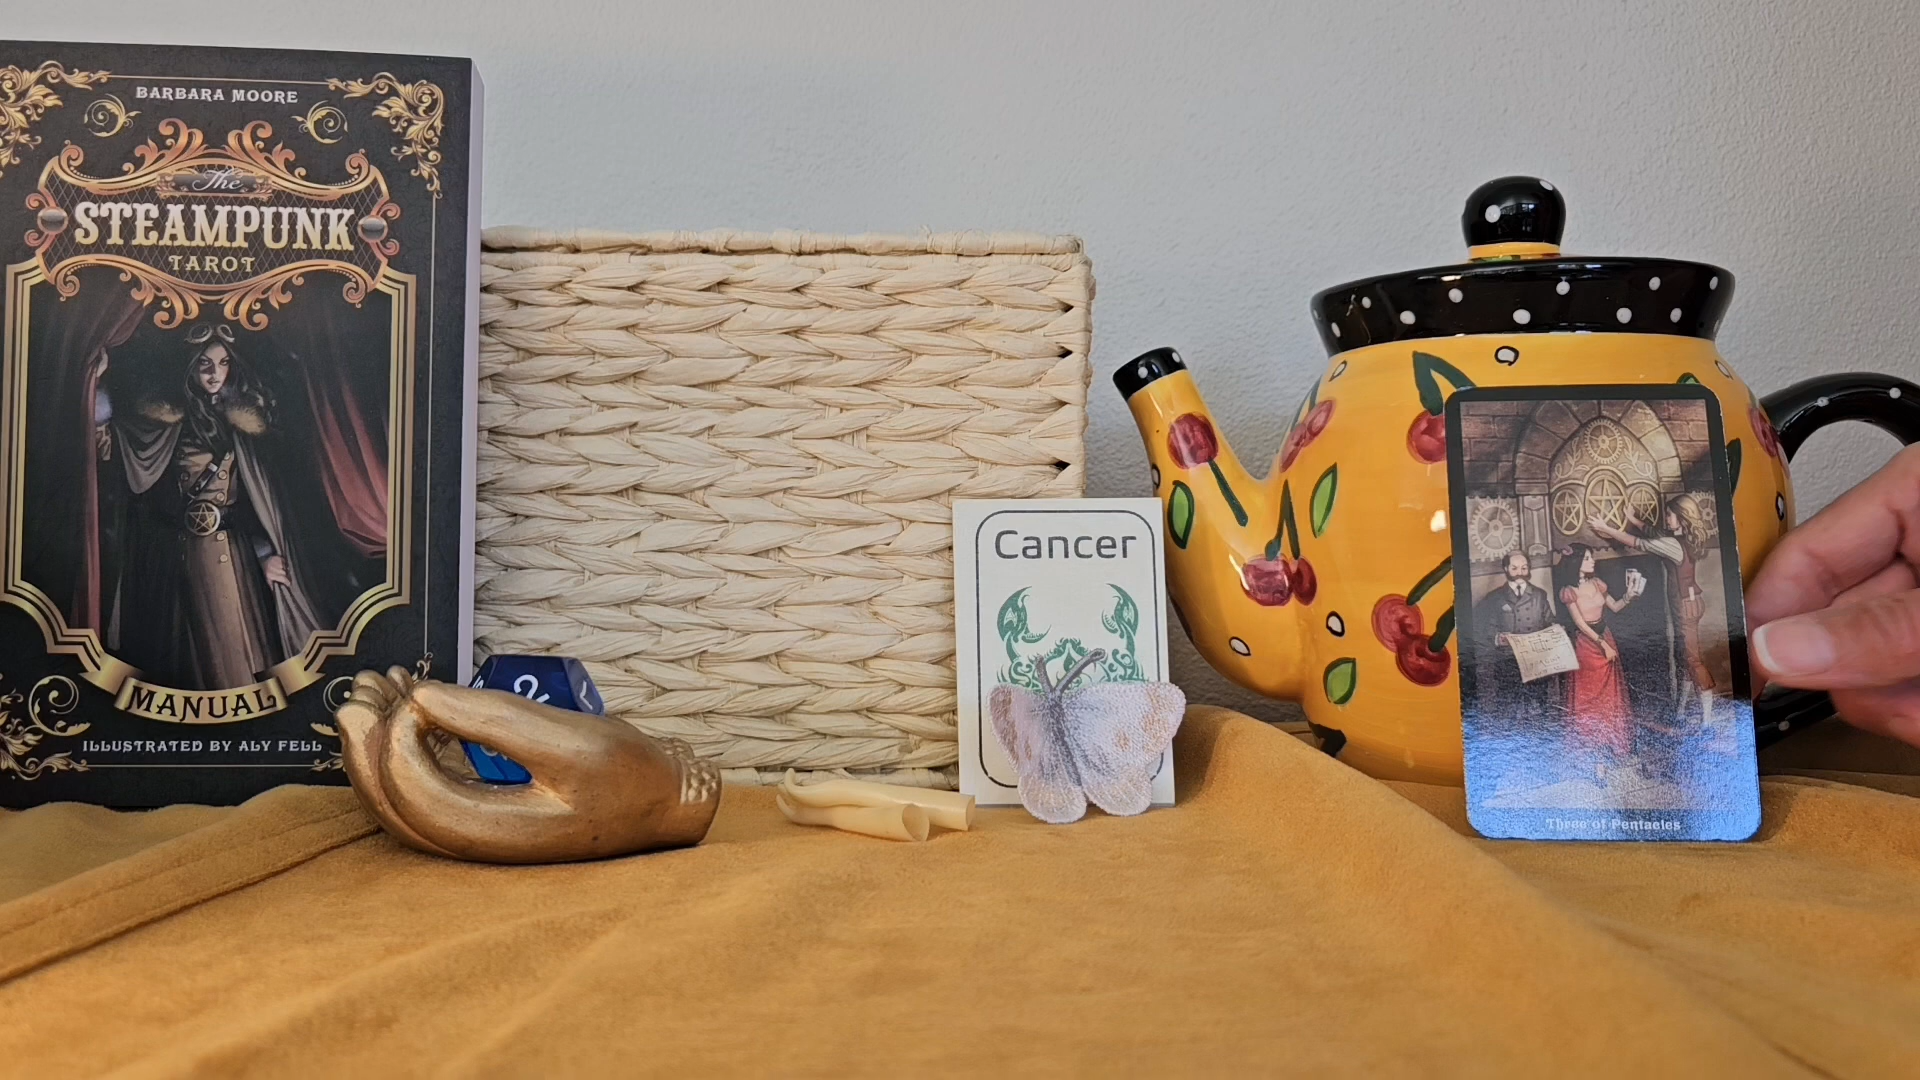 BARBARA MOORE
The
STEAMPUNK
TAROT
MANUAL
ILLUSTRATED BY ALY FELL
Cancer
Three of Pentacles